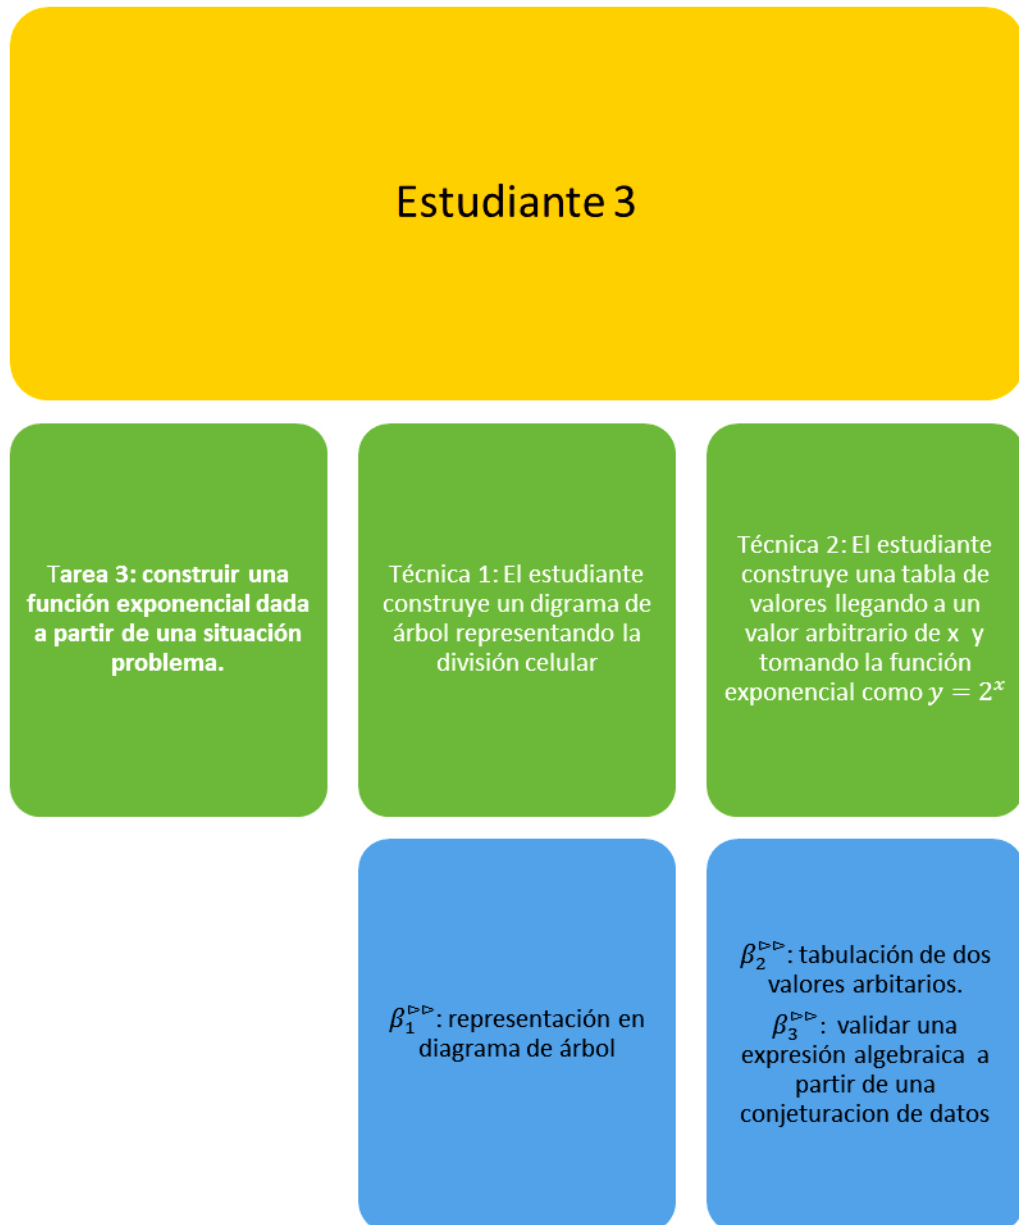 Estudiante 3
Tarea 3: construir una
función exponencial dada
a partir de una situación
problema.
Técnica 1: El estudiante
construye un digrama de
árbol representando la
división celular
Técnica 2: El estudiante
construye una tabla de
valores llegando a un
valor arbitrario de x y
tomando la función
exponencial como y = 2^x
β₁^▷▷: representación en
diagrama de árbol
β₂^▷▷: tabulación de dos
valores arbitarios.
β₃^▷▷: validar una
expresión algebraica a
partir de una
conjeturacion de datos